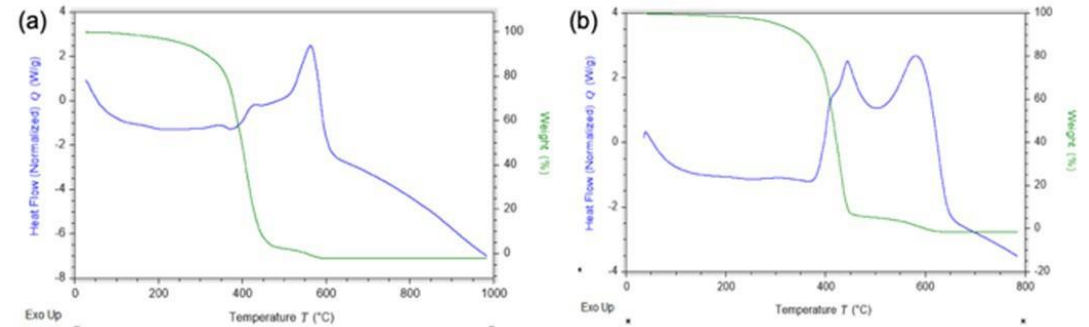 (a)
Heat Flow (Normalized) Q (W/g)
4
2
0
-2
-4
-6
-8
100
80
60
40
20
0
Weight (%)
0 200 400 600 800 1000
Exo Up
Temperature T (°C)
(b)
Heat Flow (Normalized) Q (W/g)
4
2
0
-2
-4
100
80
60
40
20
0
-20
Weight (%)
0 200 400 600 800
Exo Up
Temperature T (°C)